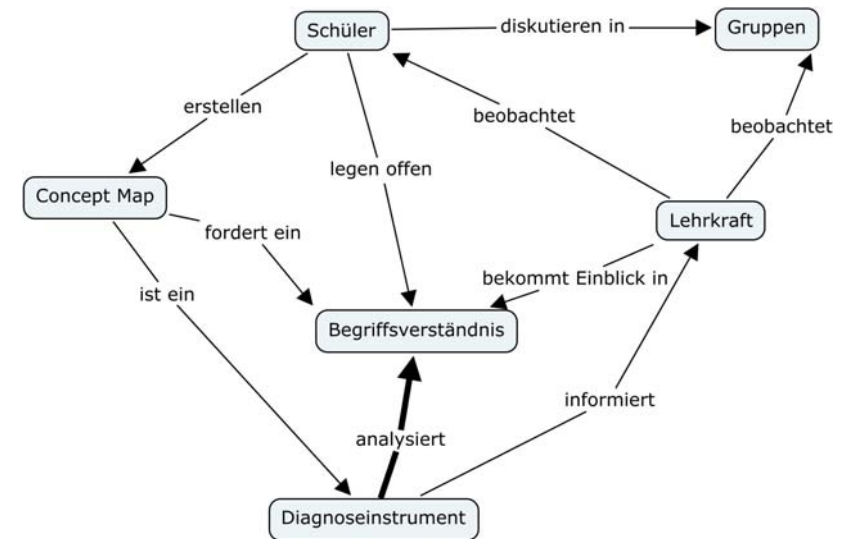 Schüler
diskutieren in
Gruppen
erstellen
beobachtet
beobachtet
legen offen
Concept Map
Lehrkraft
fordert ein
bekommt Einblick in
ist ein
Begriffsverständnis
informiert
analysiert
Diagnoseinstrument